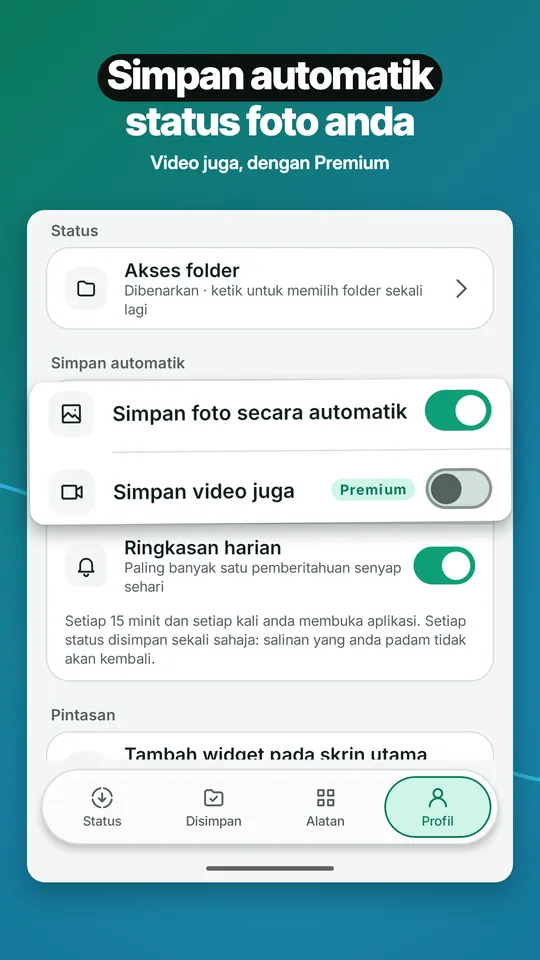 Simpan automatik
status foto anda
Video juga, dengan Premium
Status
Akses folder
Dibenarkan · ketik untuk memilih folder sekali
lagi
Simpan automatik
Simpan foto secara automatik
Simpan video juga
Premium
Ringkasan harian
Paling banyak satu pemberitahuan senyap
sehari
Setiap 15 minit dan setiap kali anda membuka aplikasi. Setiap
status disimpan sekali sahaja: salinan yang anda padam tidak
akan kembali.
Pintasan
Tambah widget pada skrin utama
Status
Disimpan
Alatan
Profil